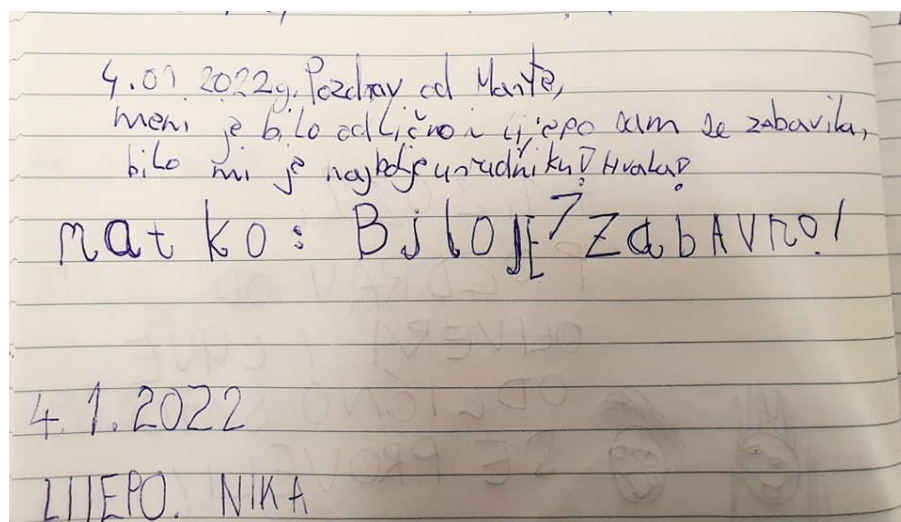 4.01 2022g. Pozdrav od Marte,
meni je bilo odlično i lijepo sam se zabavila,
bilo mi je najbolje u sudniku! Hvala!
matko: Bilo JE ZabAVno!
4.1.2022
LIJEPO. NIKA